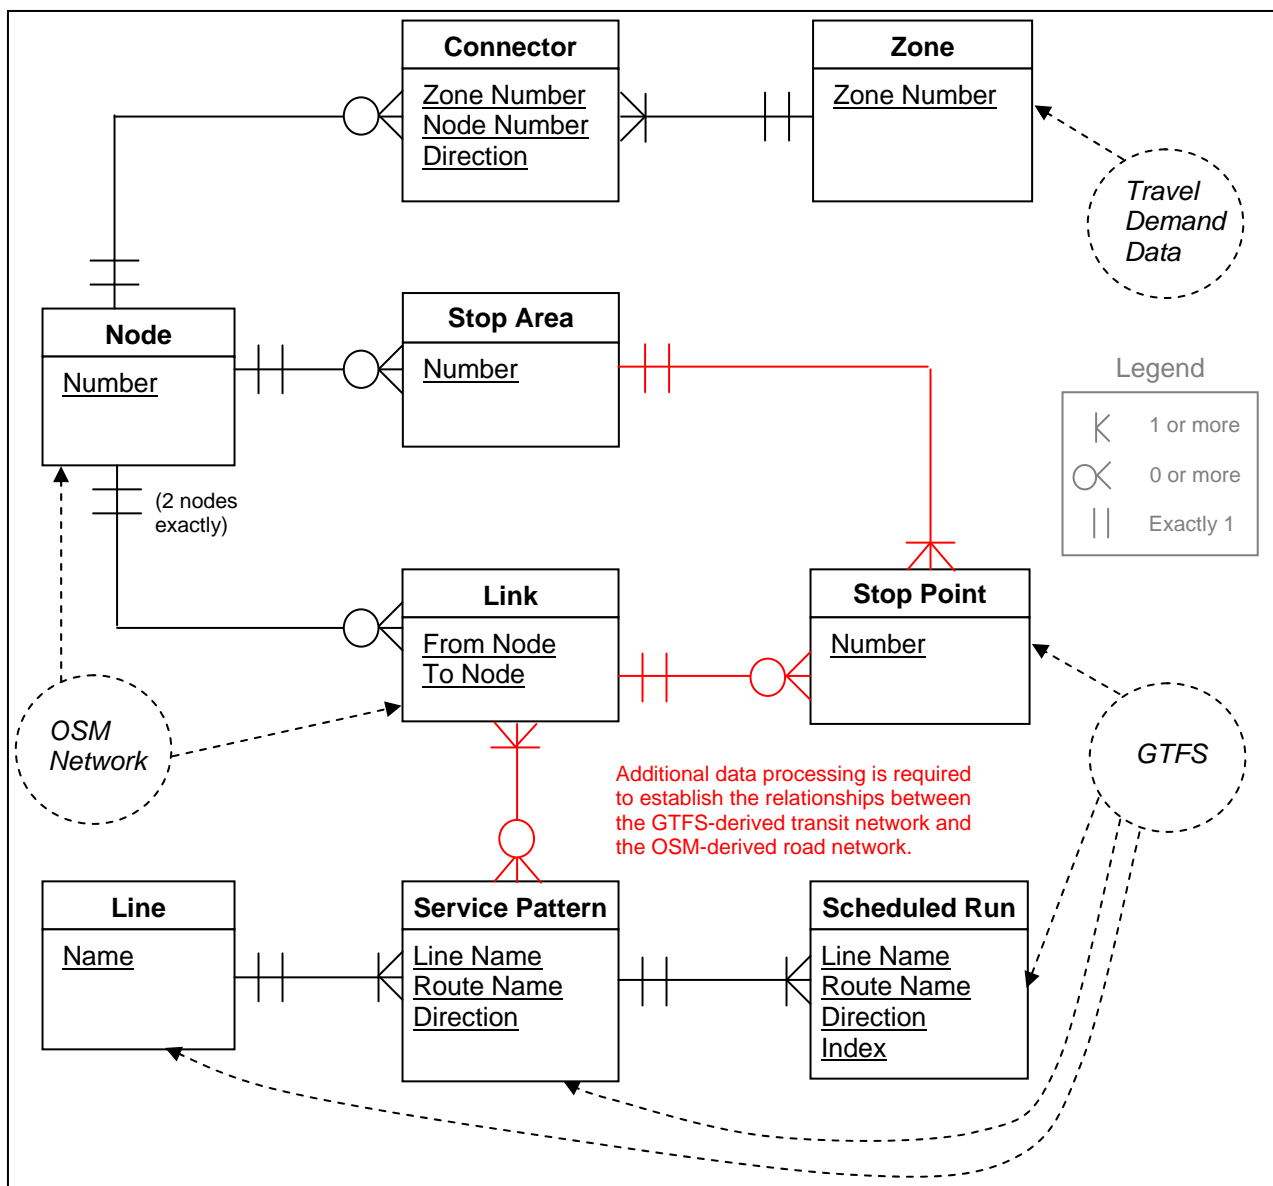 Connector
Zone Number
Node Number
Direction
Zone
Zone Number
Travel
Demand
Data
Node
Number
Stop Area
Number
Legend
1 or more
0 or more
Exactly 1
(2 nodes
exactly)
Link
From Node
To Node
Stop Point
Number
OSM
Network
GTFS
Additional data processing is required
to establish the relationships between
the GTFS-derived transit network and
the OSM-derived road network.
Line
Name
Service Pattern
Line Name
Route Name
Direction
Scheduled Run
Line Name
Route Name
Direction
Index